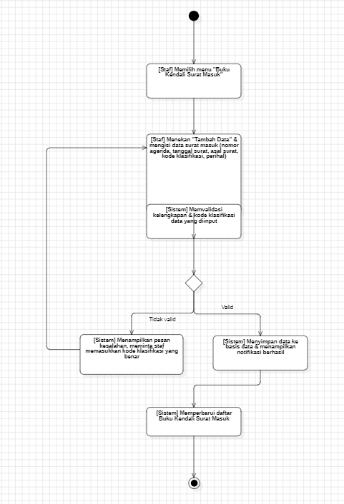 [Staf] Memilih menu "Buku
Kendali Surat Masuk"
[Staf] Menekan "Tambah Data" &
mengisi data surat masuk (nomor
agenda, tanggal surat, asal surat,
kode klasifikasi, perihal)
[Sistem] Memvalidasi
kelengkapan & kode klasifikasi
data yang diinput
Tidak valid
Valid
[Sistem] Menampilkan pesan
kesalahan, meminta staf
memasukkan kode klasifikasi yang
benar
[Sistem] Menyimpan data ke
basis data & menampilkan
notifikasi berhasil
[Sistem] Memperbarui daftar
Buku Kendali Surat Masuk